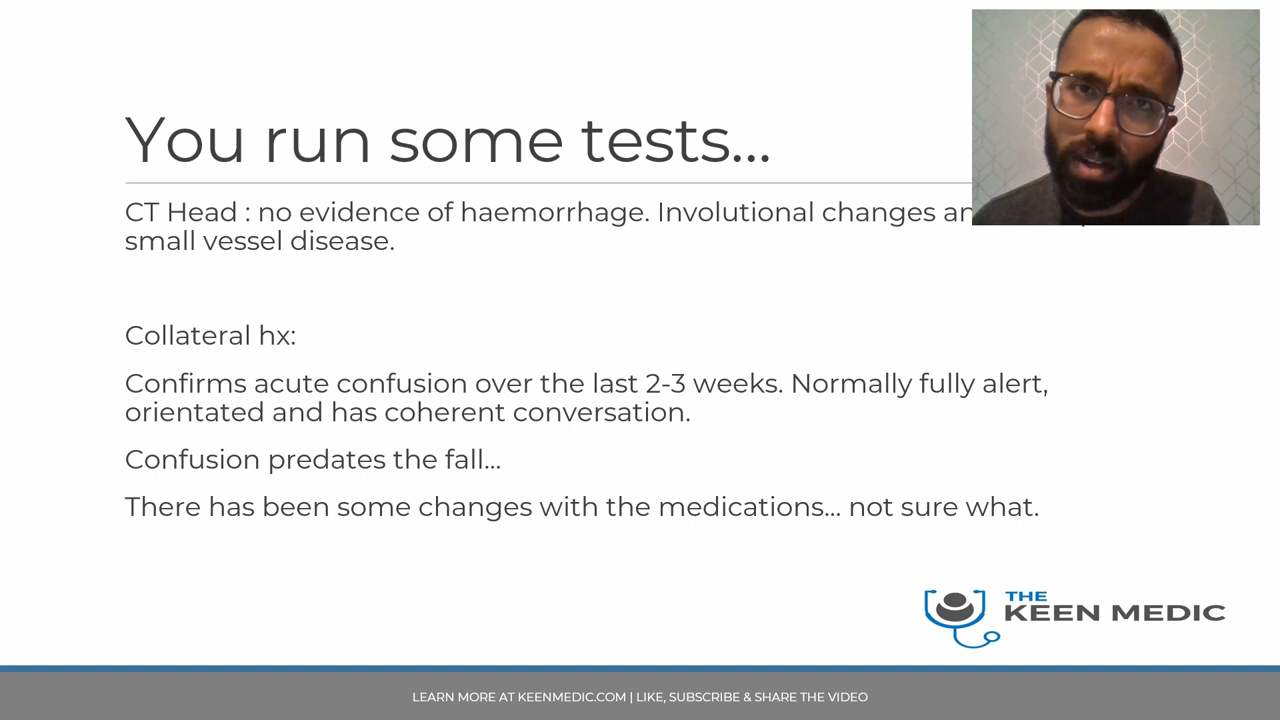 You run some tests...
CT Head : no evidence of haemorrhage. Involutional changes
small vessel disease.
Collateral hx:
Confirms acute confusion over the last 2-3 weeks. Normally fully alert,
orientated and has coherent conversation.
Confusion predates the fall...
There has been some changes with the medications... not sure what.
THE
KEEN MEDIC
LEARN MORE AT KEENMEDIC.COM | LIKE, SUBSCRIBE & SHARE THE VIDEO